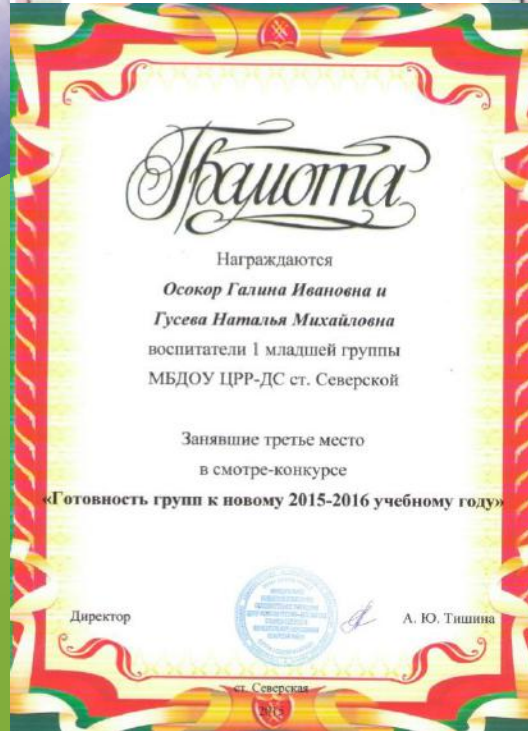 Грамота
Награждаются
Осокор Галина Ивановна и
Гусева Наталья Михайловна
воспитатели 1 младшей группы
МБДОУ ЦРР-ДС ст. Северской
Занявшие третье место
в смотре-конкурсе
«Готовность групп к новому 2015-2016 учебному году»
Директор А. Ю. Тишина
ст. Северская
2015